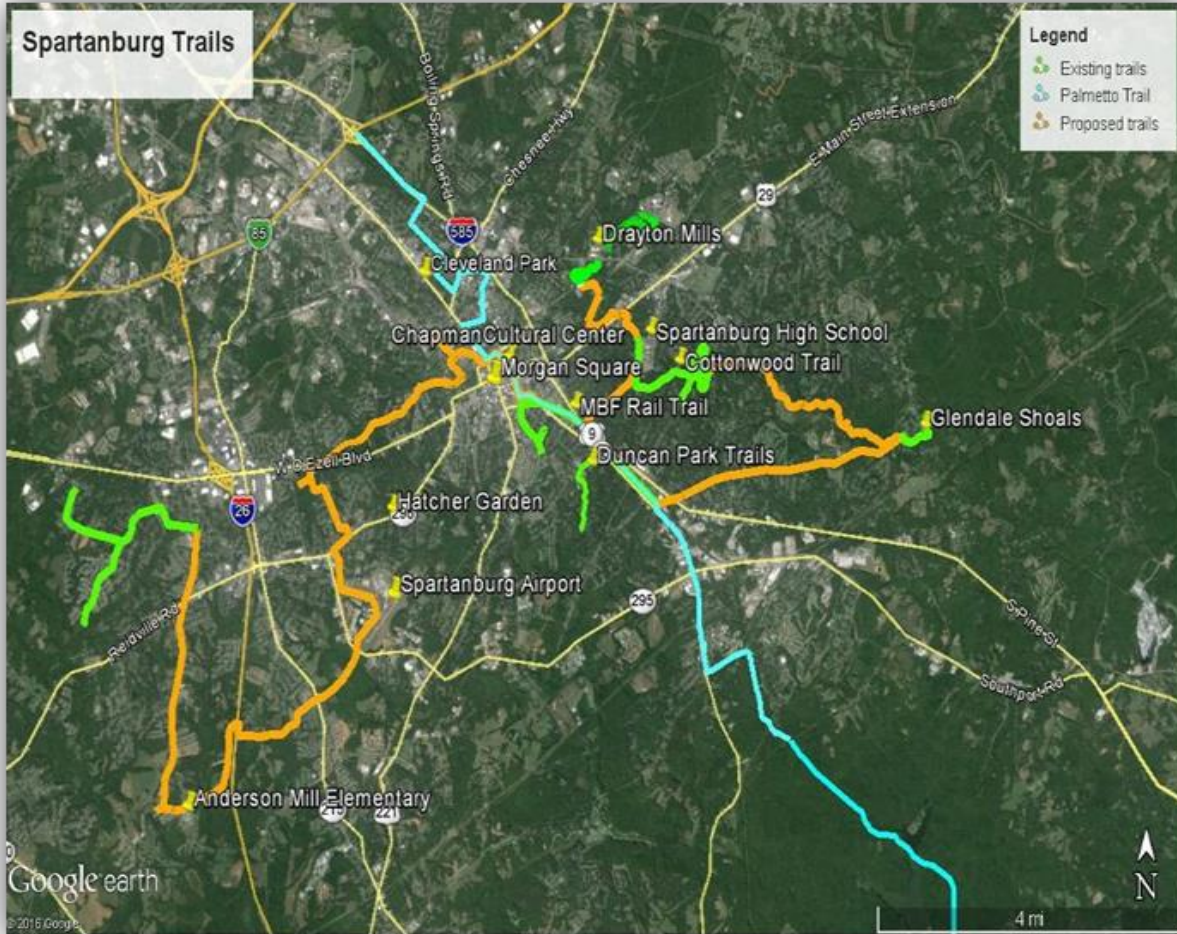 Spartanburg Trails
Legend
Existing trails
Palmetto Trail
Proposed trails
Boiling Springs Rd
Chesnee Hwy
E Main Street Extension
29
85
585
Drayton Mills
Cleveland Park
Chapman Cultural Center
Spartanburg High School
Morgan Square
Cottonwood Trail
MBF Rail Trail
Glendale Shoals
9
W O Ezell Blvd
Duncan Park Trails
26
Hatcher Garden
Spartanburg Airport
295
Reidville Rd
S Pine St
Southport Rd
Anderson Mill Elementary
215
221
Google earth
© 2016 Google
N
4 mi